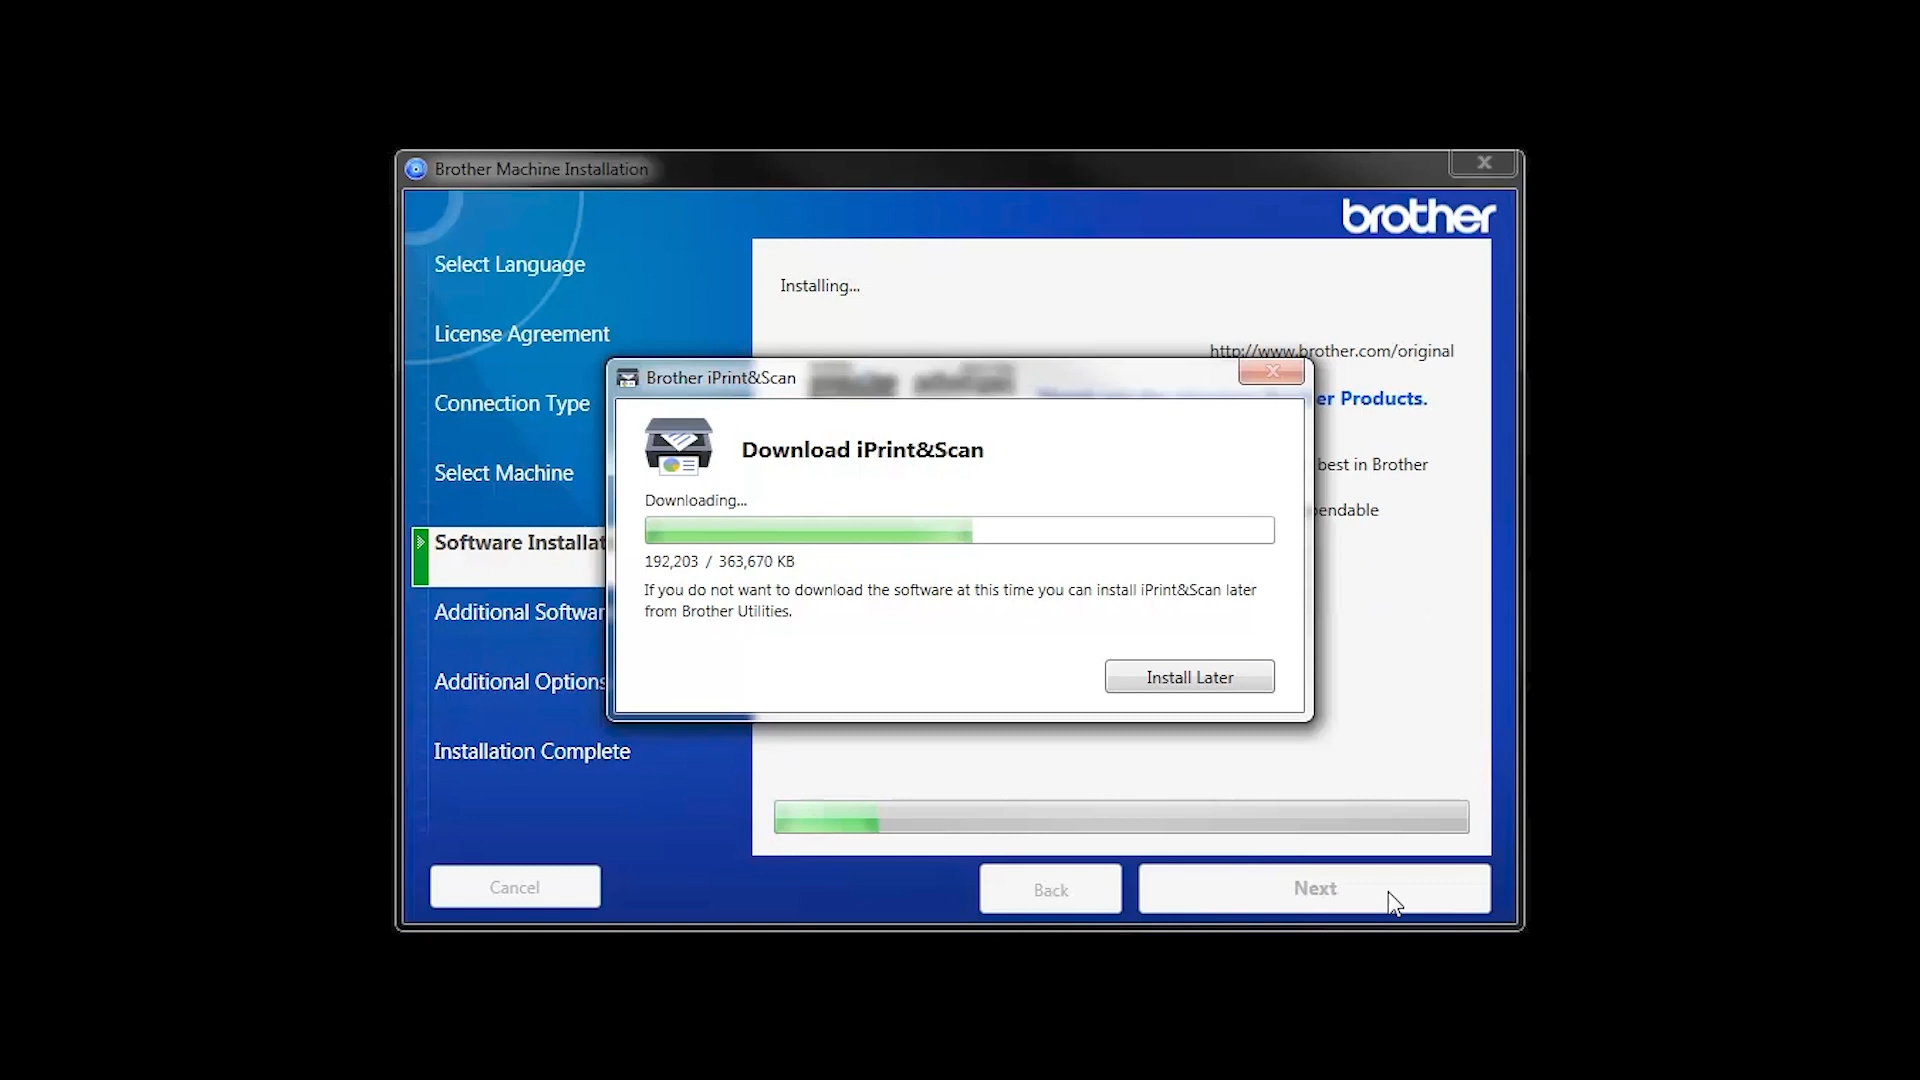 Brother Machine Installation
X
brother
Select Language
License Agreement
Connection Type
Select Machine
Software Installat
Additional Softwar
Additional Options
Installation Complete
Installing...
http://www.brother.com/original
er Products.
best in Brother
endable
Brother iPrint&Scan
X
Download iPrint&Scan
Downloading...
192,203 / 363,670 KB
If you do not want to download the software at this time you can install iPrint&Scan later
from Brother Utilities.
Install Later
Cancel
Back
Next